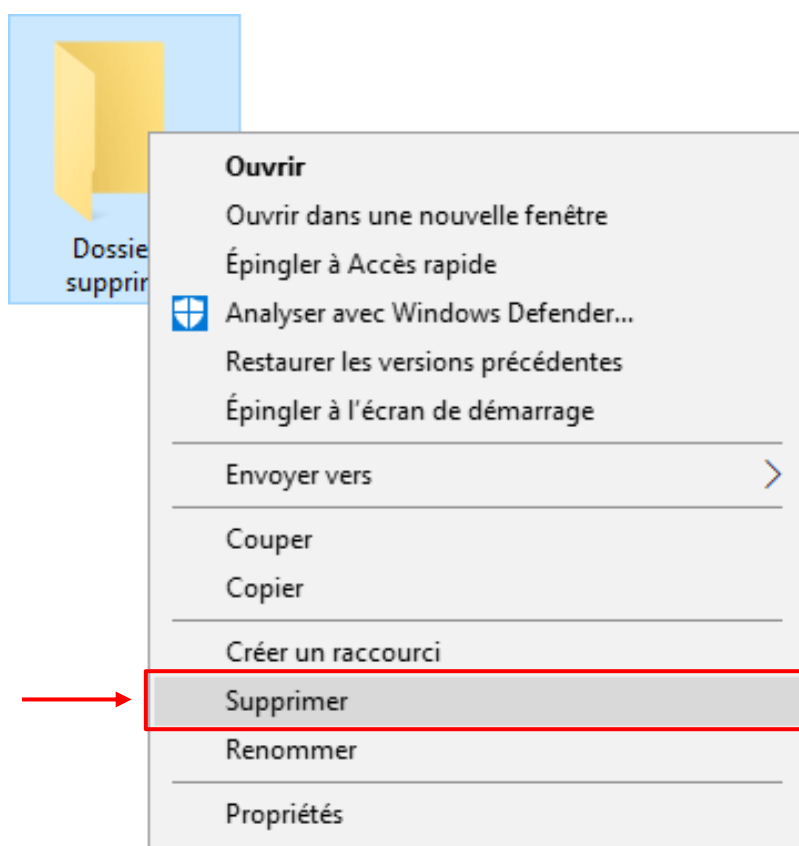 Dossie
supprir
Ouvrir
Ouvrir dans une nouvelle fenêtre
Épingler à Accès rapide
Analyser avec Windows Defender...
Restaurer les versions précédentes
Épingler à l'écran de démarrage
Envoyer vers
Couper
Copier
Créer un raccourci
Supprimer
Renommer
Propriétés